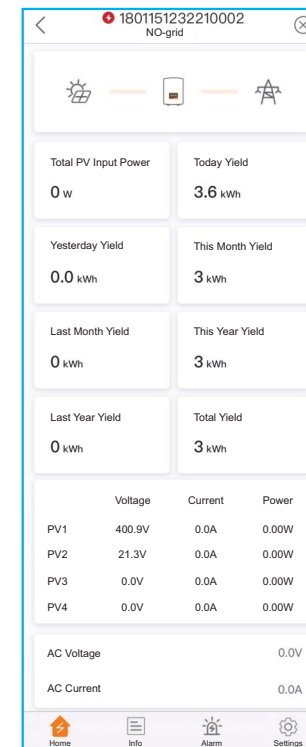 1801151232210002
NO-grid
Total PV Input Power
0 W
Today Yield
3.6 kWh
Yesterday Yield
0.0 kWh
This Month Yield
3 kWh
Last Month Yield
0 kWh
This Year Yield
3 kWh
Last Year Yield
0 kWh
Total Yield
3 kWh
Voltage Current Power
PV1 400.9V 0.0A 0.00W
PV2 21.3V 0.0A 0.00W
PV3 0.0V 0.0A 0.00W
PV4 0.0V 0.0A 0.00W
AC Voltage 0.0V
AC Current 0.0A
Home Info Alarm Settings